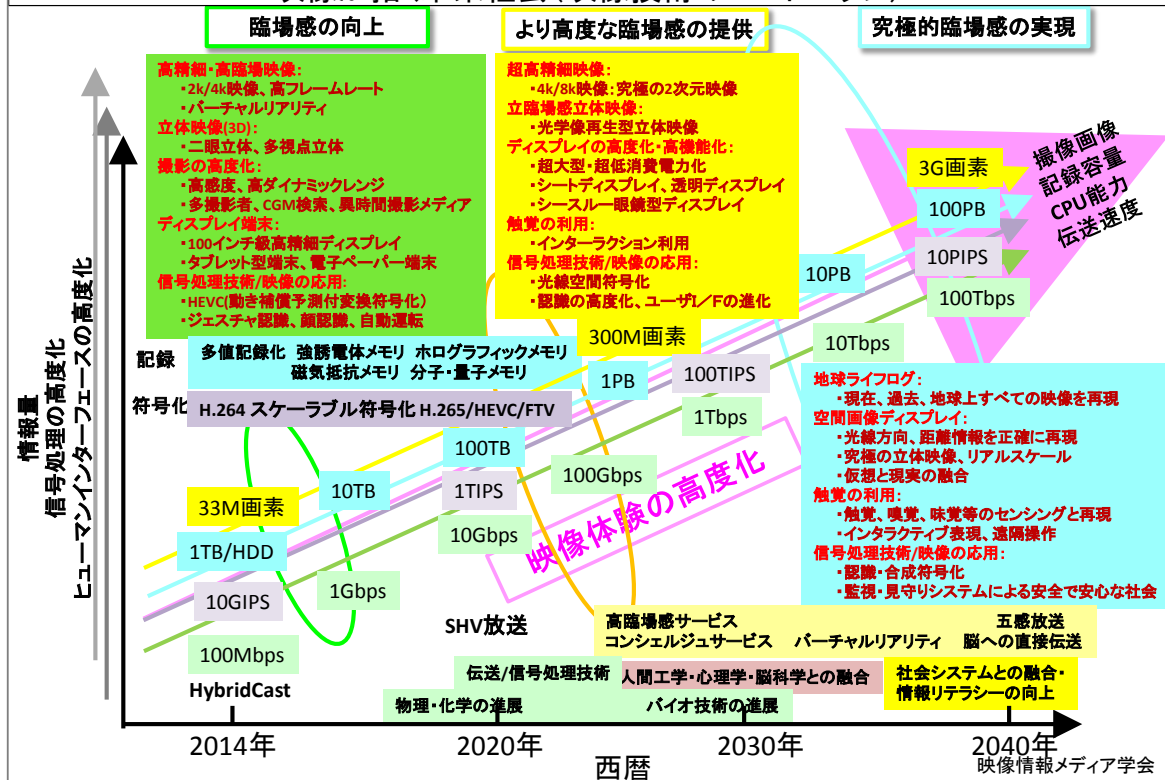 臨場感の向上
より高度な臨場感の提供
究極的臨場感の実現
高精細・高臨場映像:
・2k/4k映像、高フレームレート
・バーチャルリアリティ
立体映像(3D):
・二眼立体、多視点立体
撮影の高度化:
・高感度、高ダイナミックレンジ
・多撮影者、CGM検索、異時間撮影メディア
ディスプレイ端末:
・100インチ級高精細ディスプレイ
・タブレット型端末、電子ペーパー端末
信号処理技術/映像の応用:
・HEVC(動き補償予測付変換符号化)
・ジェスチャ認識、顔認識、自動運転
超高精細映像:
・4k/8k映像:究極の2次元映像
立臨場感立体映像:
・光学像再生型立体映像
ディスプレイの高度化・高機能化:
・超大型・超低消費電力化
・シートディスプレイ、透明ディスプレイ
・シースルー眼鏡型ディスプレイ
触覚の利用:
・インターラクション利用
信号処理技術/映像の応用:
・光線空間符号化
・認識の高度化、ユーザI/Fの進化
撮像画像
記録容量
CPU能力
伝送速度
3G画素
100PB
10PIPS
100Tbps
10PB
10Tbps
300M画素
1PB
100TIPS
1Tbps
記録
多値記録化 強誘電体メモリ ホログラフィックメモリ
磁気抵抗メモリ 分子・量子メモリ
符号化
H.264 スケーラブル符号化 H.265/HEVC/FTV
100TB
1TIPS
100Gbps
10Gbps
33M画素
10TB
1TB/HDD
10GIPS
1Gbps
100Mbps
映像体験の高度化
地球ライフログ:
・現在、過去、地球上すべての映像を再現
空間画像ディスプレイ:
・光線方向、距離情報を正確に再現
・究極の立体映像、リアルスケール
・仮想と現実の融合
触覚の利用:
・触覚、嗅覚、味覚等のセンシングと再現
・インタラクティブ表現、遠隔操作
信号処理技術/映像の応用:
・認識・合成符号化
・監視・見守りシステムによる安全で安心な社会
情報量
信号処理の高度化
ヒューマンインターフェースの高度化
HybridCast
SHV放送
高臨場感サービス
五感放送
コンシェルジュサービス バーチャルリアリティ 脳への直接伝送
伝送/信号処理技術
人間工学・心理学・脳科学との融合
社会システムとの融合・
情報リテラシーの向上
物理・化学の進展
バイオ技術の進展
2014年
2020年
2030年
2040年
西暦
映像情報メディア学会